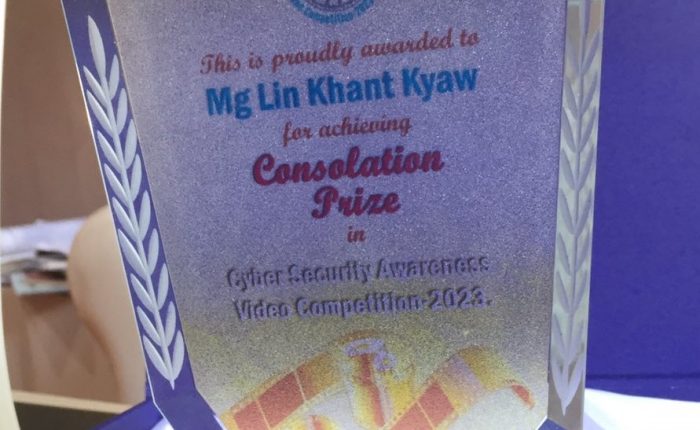 This is proudly awarded to
Mg Lin Khant Kyaw
for achieving
Consolation
Prize
in
Cyber Security Awareness
Video Competition-2023.